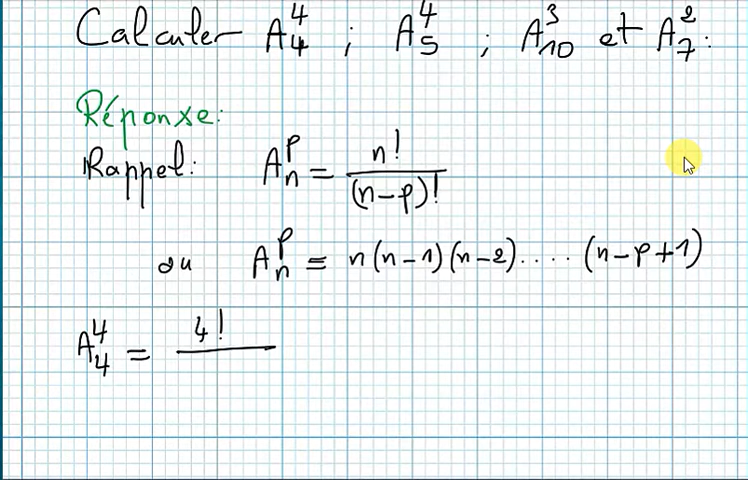 Calculer A_4^4 ; A_5^4 ; A_10^3 et A_7^2 :
Réponxe:
Rappel: A_n^p = n! / (n-p)!
ou A_n^p = n(n-1)(n-2)....(n-p+1)
A_4^4 = 4! /